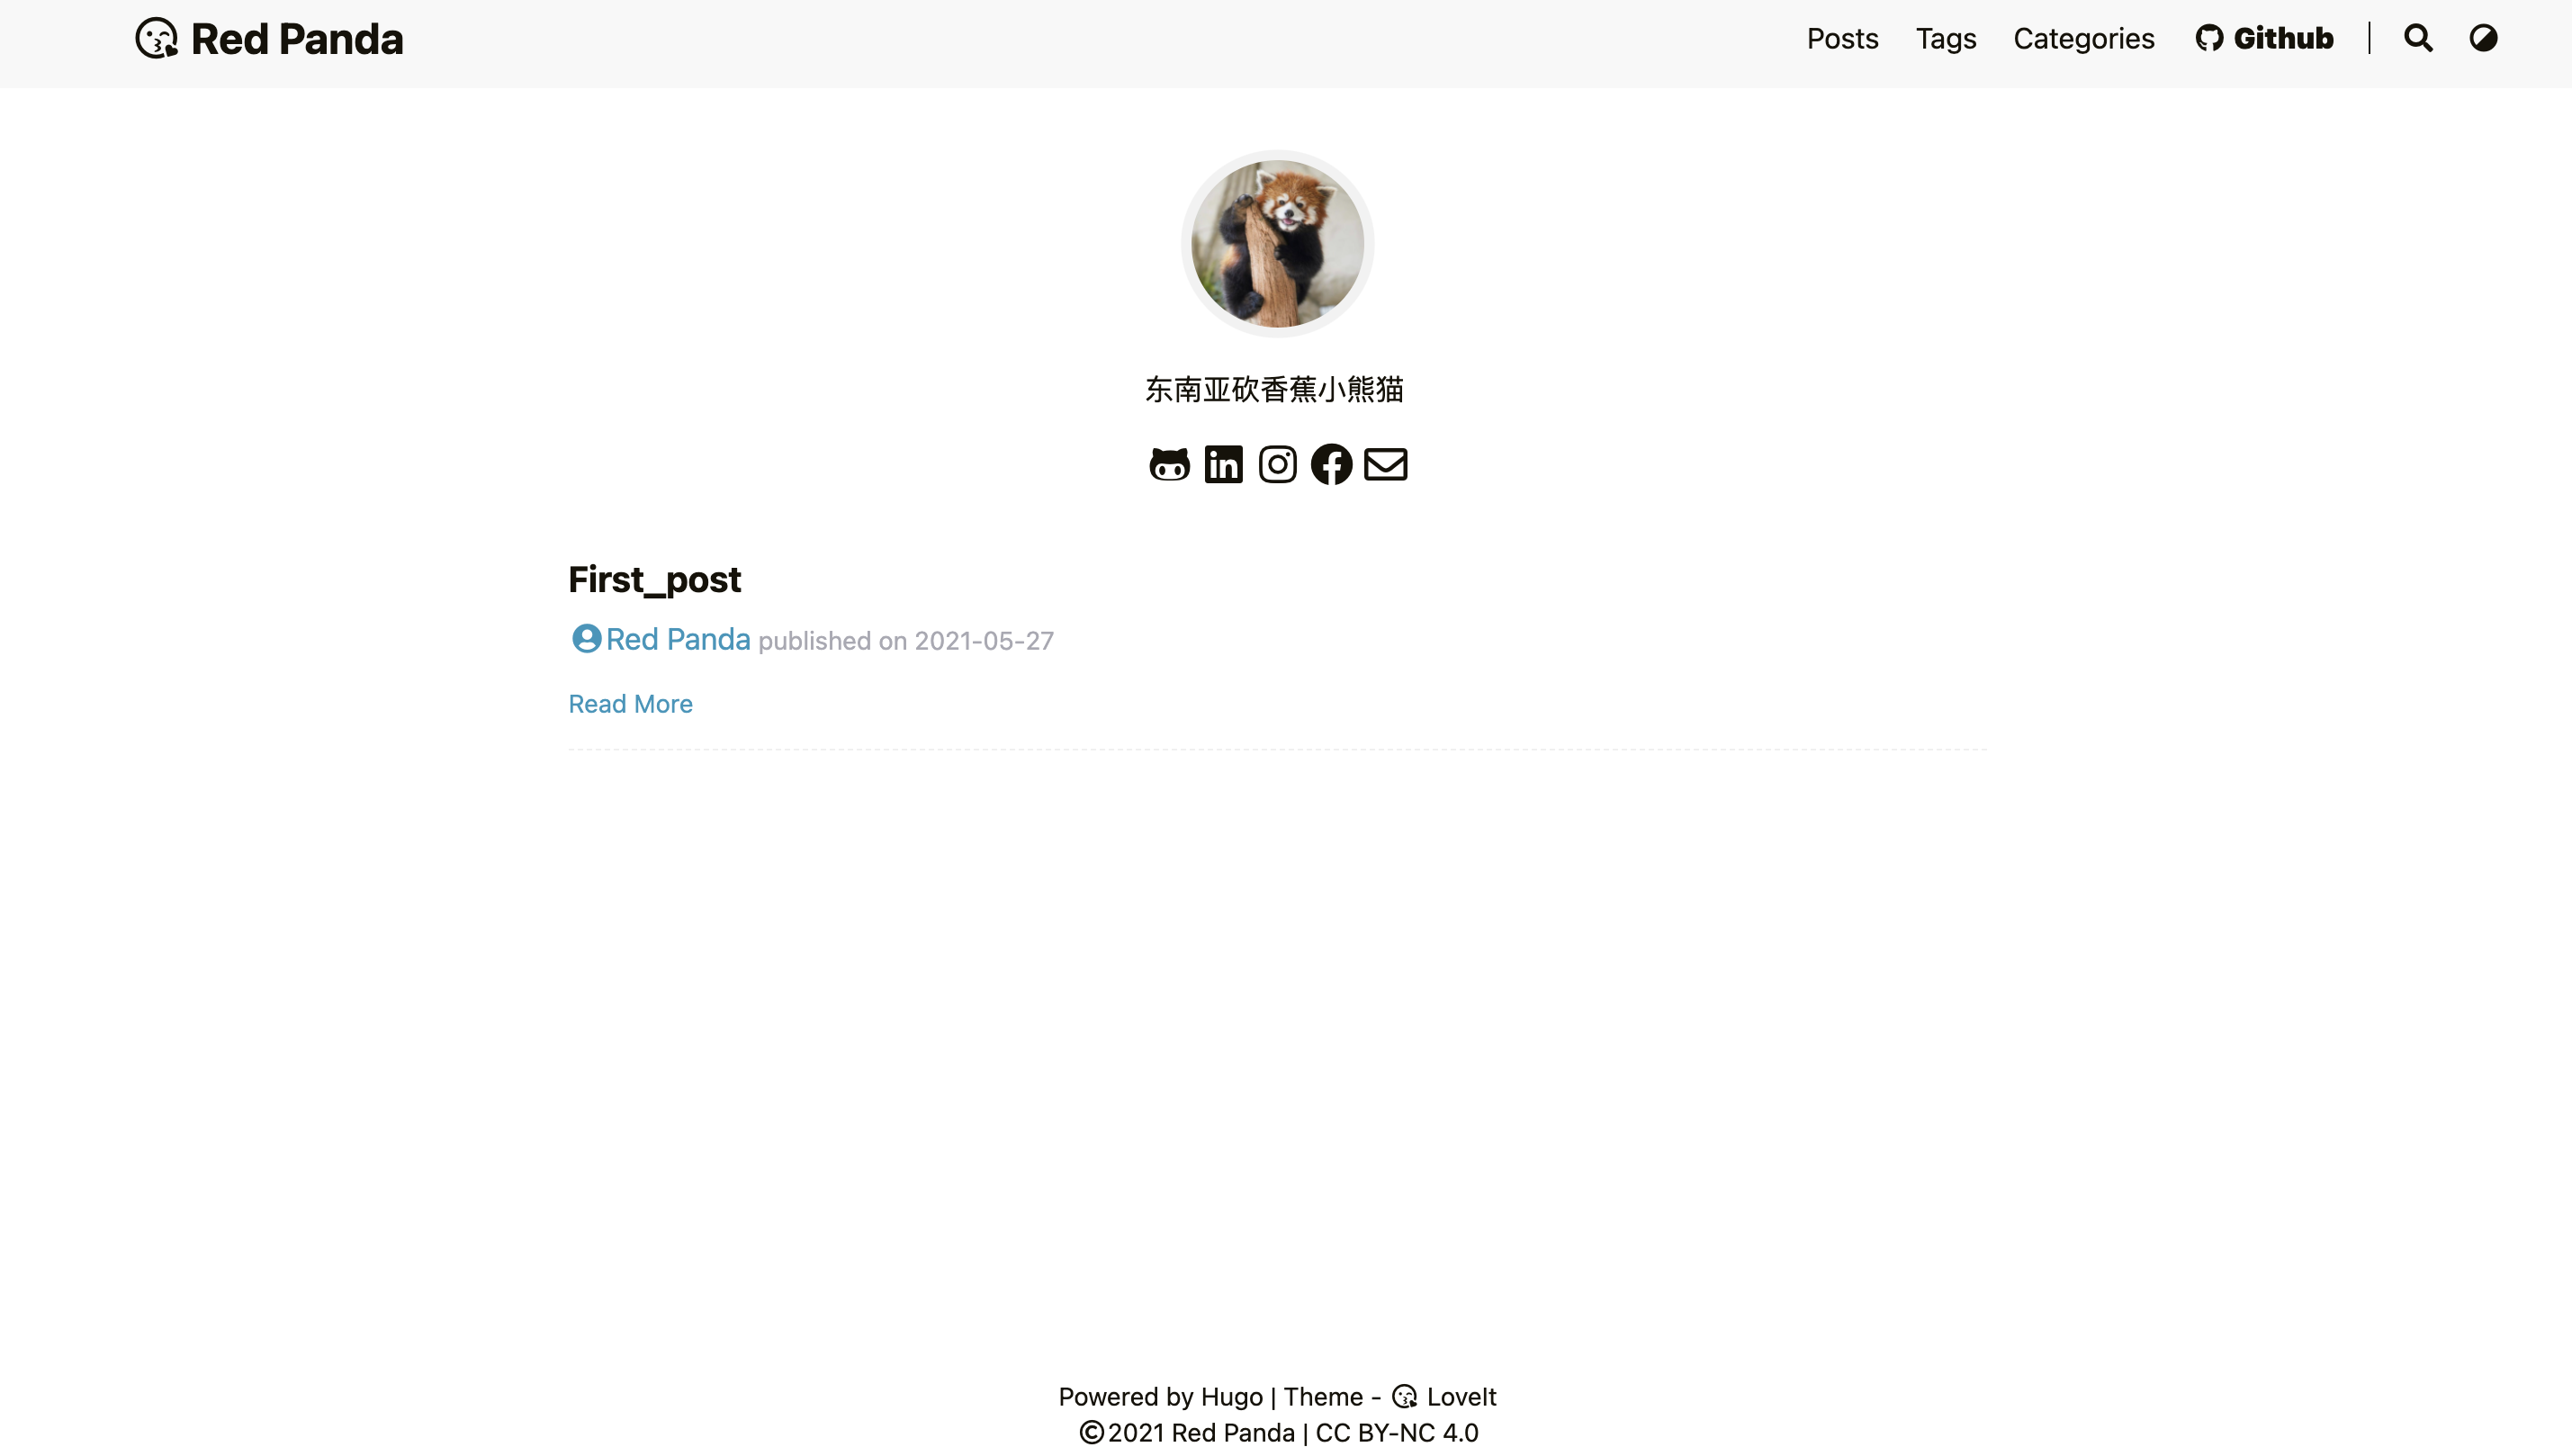 Red Panda
Posts Tags Categories Github |
东南亚砍香蕉小熊猫
First_post
Red Panda published on 2021-05-27
Read More
Powered by Hugo | Theme - LoveIt
©2021 Red Panda | CC BY-NC 4.0